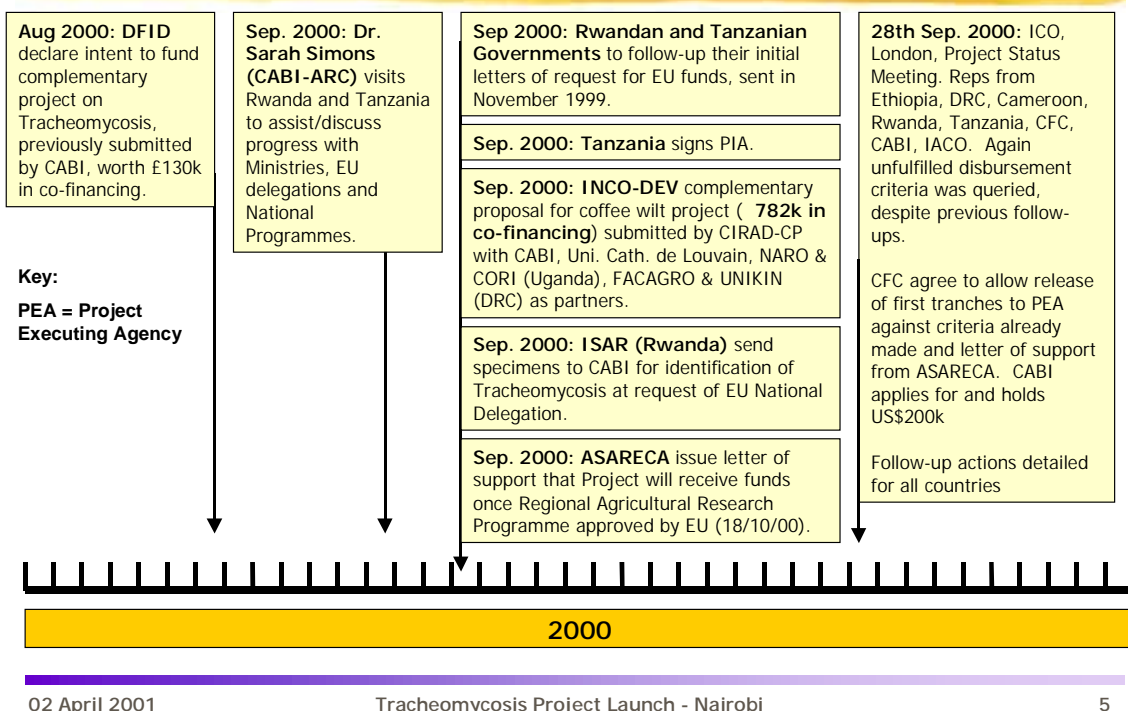 Aug 2000: DFID
declare intent to fund
complementary
project on
Tracheomycosis,
previously submitted
by CABI, worth £130k
in co-financing.
Sep. 2000: Dr.
Sarah Simons
(CABI-ARC) visits
Rwanda and Tanzania
to assist/discuss
progress with
Ministries, EU
delegations and
National
Programmes.
Sep 2000: Rwandan and Tanzanian
Governments to follow-up their initial
letters of request for EU funds, sent in
November 1999.
Sep. 2000: Tanzania signs PIA.
Sep. 2000: INCO-DEV complementary
proposal for coffee wilt project ( 782k in
co-financing) submitted by CIRAD-CP
with CABI, Uni. Cath. de Louvain, NARO &
CORI (Uganda), FACAGRO & UNIKIN
(DRC) as partners.
Sep. 2000: ISAR (Rwanda) send
specimens to CABI for identification of
Tracheomycosis at request of EU National
Delegation.
Sep. 2000: ASARECA issue letter of
support that Project will receive funds
once Regional Agricultural Research
Programme approved by EU (18/10/00).
28th Sep. 2000: ICO,
London, Project Status
Meeting. Reps from
Ethiopia, DRC, Cameroon,
Rwanda, Tanzania, CFC,
CABI, IACO. Again
unfulfilled disbursement
criteria was queried,
despite previous follow-
ups.
CFC agree to allow release
of first tranches to PEA
against criteria already
made and letter of support
from ASARECA. CABI
applies for and holds
US$200k
Follow-up actions detailed
for all countries
Key:
PEA = Project
Executing Agency
2000
02 April 2001
Tracheomycosis Project Launch - Nairobi
5